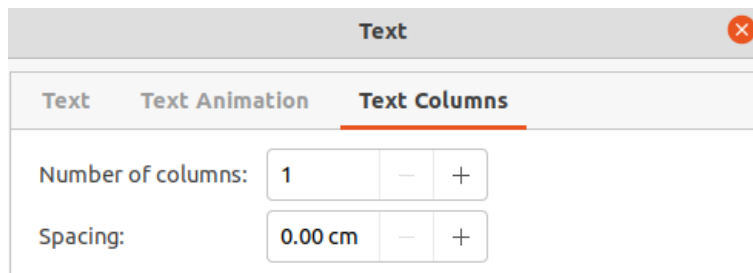 Text
Text Text Animation Text Columns
Number of columns: 1
Spacing: 0.00 cm